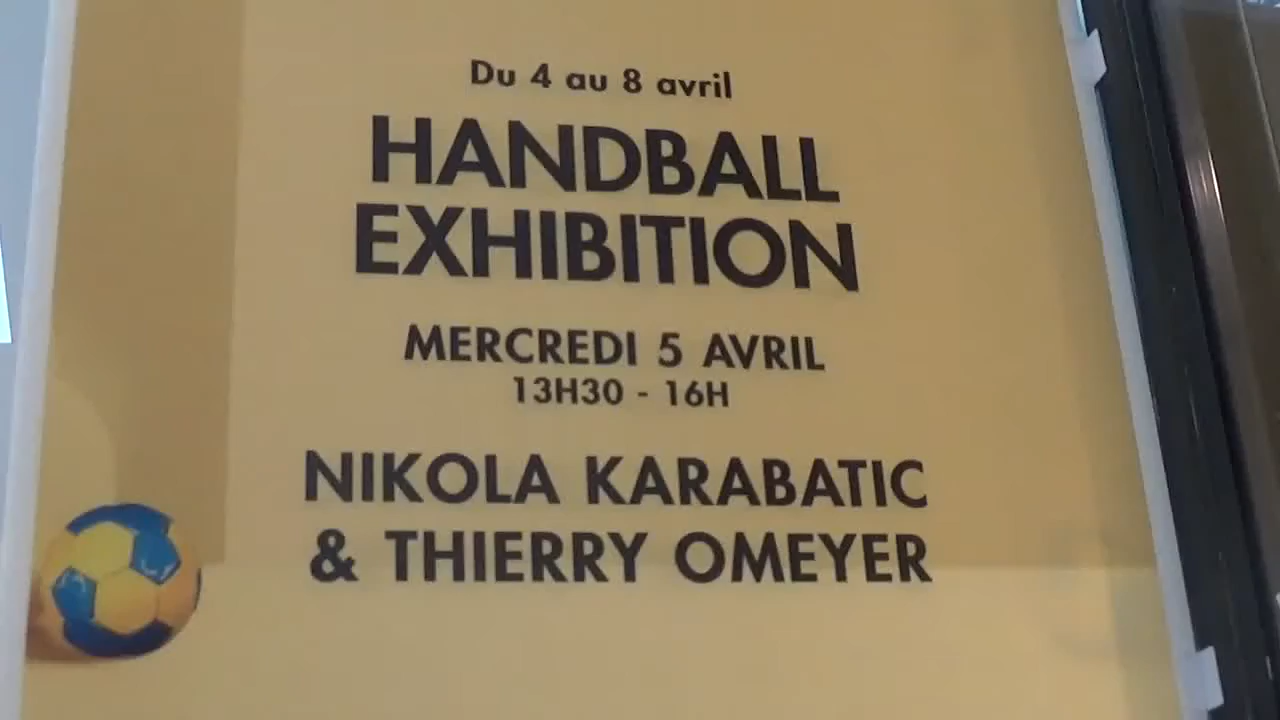 Du 4 au 8 avril
HANDBALL
EXHIBITION
MERCREDI 5 AVRIL
13H30 - 16H
NIKOLA KARABATIC
& THIERRY OMEYER